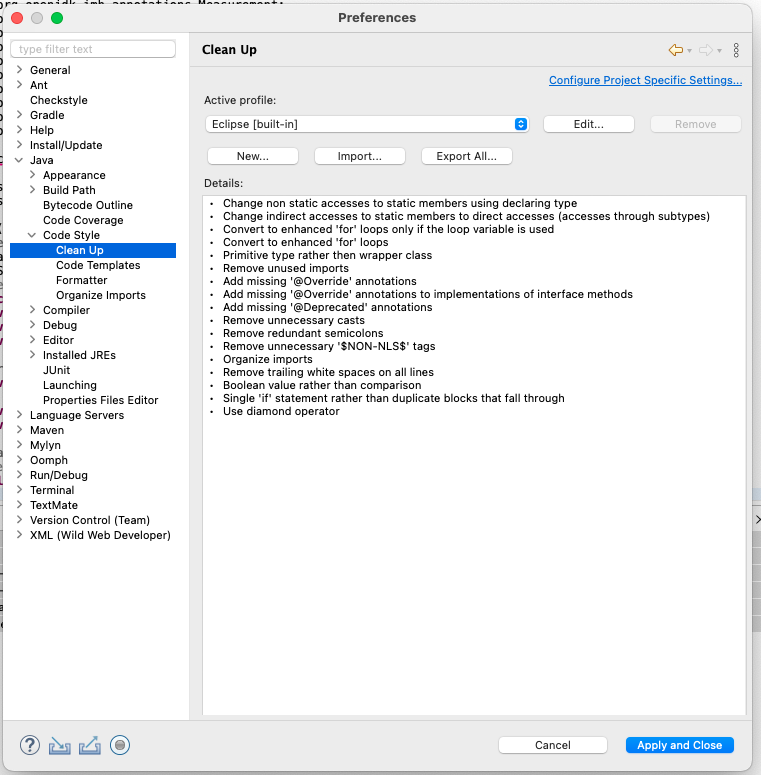 org.openjdk.jmh.annotations.Measurement;
Preferences
type filter text
General
Ant
Checkstyle
Gradle
Help
Install/Update
Java
Appearance
Build Path
Bytecode Outline
Code Coverage
Code Style
Clean Up
Code Templates
Formatter
Organize Imports
Compiler
Debug
Editor
Installed JREs
JUnit
Launching
Properties Files Editor
Language Servers
Maven
Mylyn
Oomph
Run/Debug
Terminal
TextMate
Version Control (Team)
XML (Wild Web Developer)
Clean Up
Configure Project Specific Settings...
Active profile:
Eclipse [built-in]
Edit...
Remove
New...
Import...
Export All...
Details:
• Change non static accesses to static members using declaring type
• Change indirect accesses to static members to direct accesses (accesses through subtypes)
• Convert to enhanced 'for' loops only if the loop variable is used
• Convert to enhanced 'for' loops
• Primitive type rather then wrapper class
• Remove unused imports
• Add missing '@Override' annotations
• Add missing '@Override' annotations to implementations of interface methods
• Add missing '@Deprecated' annotations
• Remove unnecessary casts
• Remove redundant semicolons
• Remove unnecessary '$NON-NLS$' tags
• Organize imports
• Remove trailing white spaces on all lines
• Boolean value rather than comparison
• Single 'if' statement rather than duplicate blocks that fall through
• Use diamond operator
?
Cancel
Apply and Close